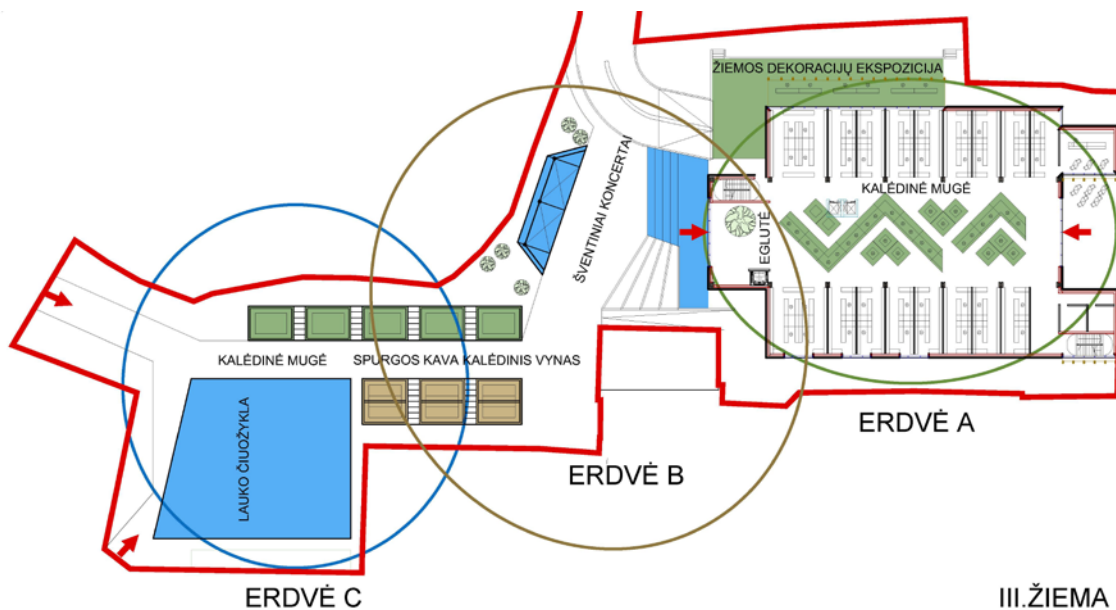 ŽIEMOS DEKORACIJŲ EKSPOZICIJA
ŠVENTINIAI KONCERTAI
KALĖDINĖ MUGĖ
EGLUTĖ
KALĖDINĖ MUGĖ
SPURGOS KAVA KALĖDINIS VYNAS
LAUKO ČIUOŽYKLA
ERDVĖ A
ERDVĖ B
ERDVĖ C
III.ŽIEMA